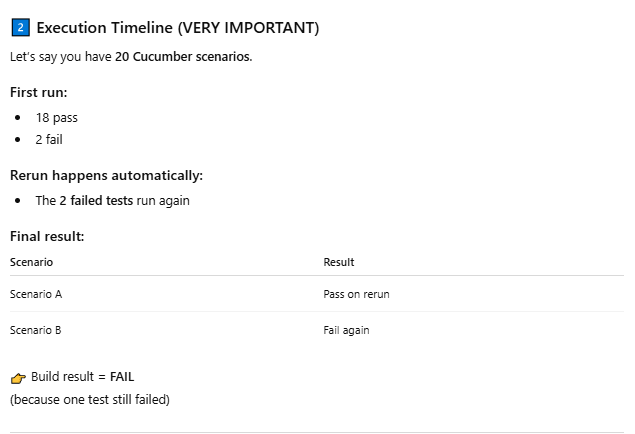 2 Execution Timeline (VERY IMPORTANT)
Let's say you have 20 Cucumber scenarios.
First run:
• 18 pass
• 2 fail
Rerun happens automatically:
• The 2 failed tests run again
Final result:
Scenario Result
Scenario A Pass on rerun
Scenario B Fail again
👉 Build result = FAIL
(because one test still failed)